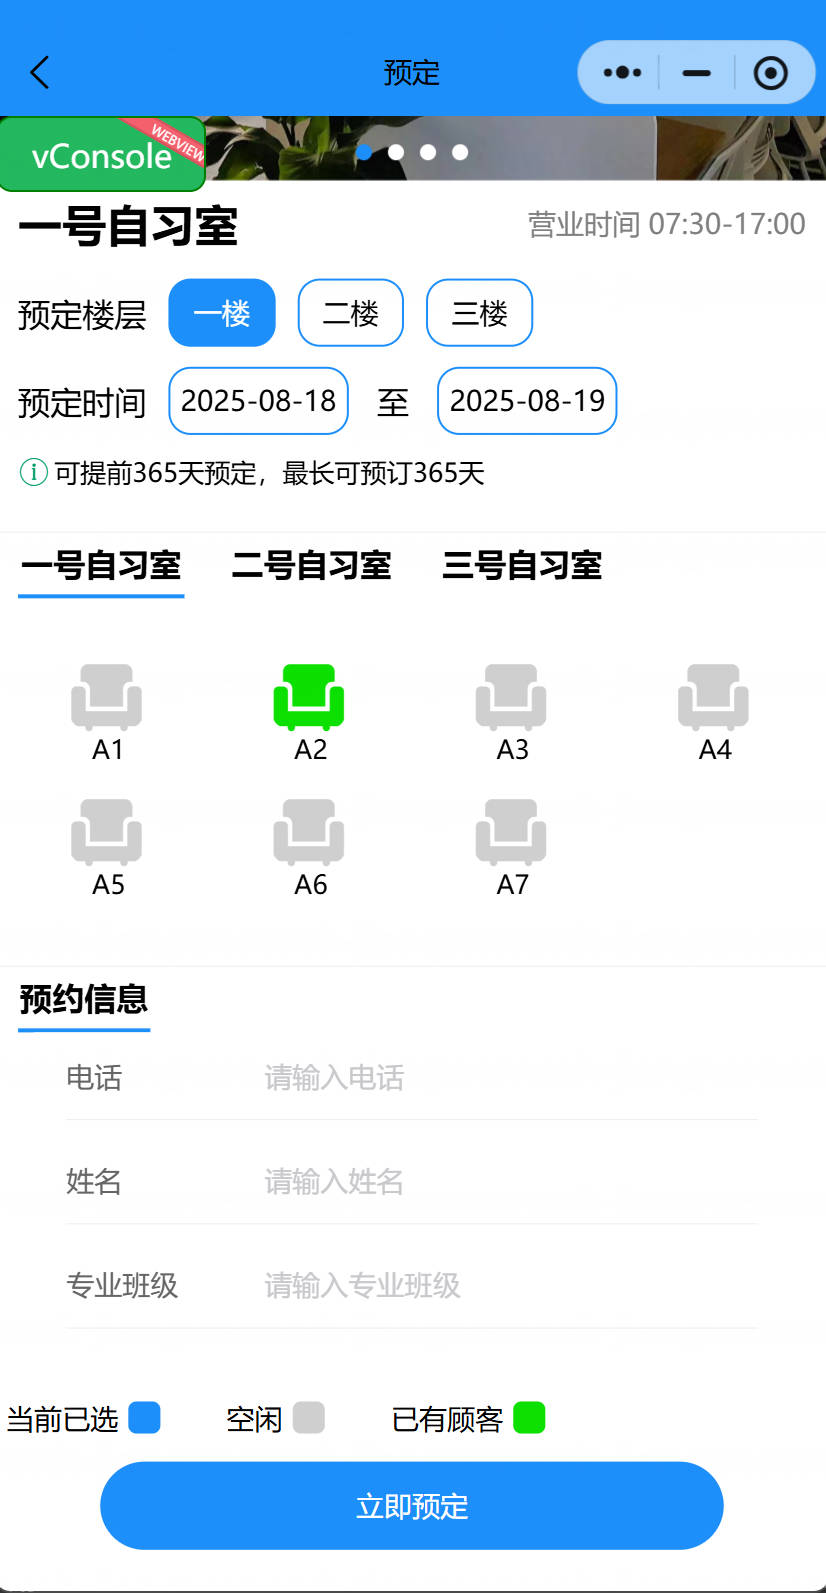 预定
vConsole
WEBVIEW
一号自习室
营业时间 07:30-17:00
预定楼层 一楼 二楼 三楼
预定时间 2025-08-18 至 2025-08-19
可提前365天预定，最长可预订365天
一号自习室 二号自习室 三号自习室
A1 A2 A3 A4
A5 A6 A7
预约信息
电话 请输入电话
姓名 请输入姓名
专业班级 请输入专业班级
当前已选 空闲 已有顾客
立即预定